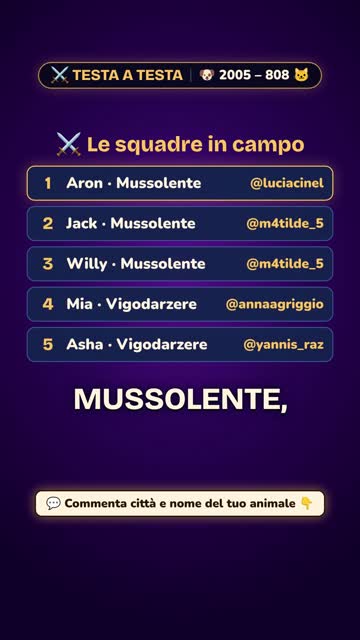 ⚔️ TESTA A TESTA | 🐶 2005 – 808 🐱
⚔️ Le squadre in campo
1 Aron · Mussolente @luciacinel
2 Jack · Mussolente @m4tilde_5
3 Willy · Mussolente @m4tilde_5
4 Mia · Vigodarzere @annaagriggio
5 Asha · Vigodarzere @yannis_raz
MUSSOLENTE,
💬 Commenta città e nome del tuo animale 👇